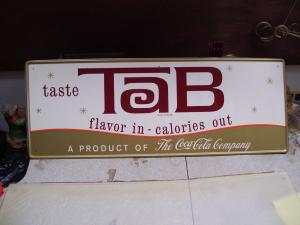 taste TaB
flavor in - calories out
A PRODUCT OF The Coca-Cola Company